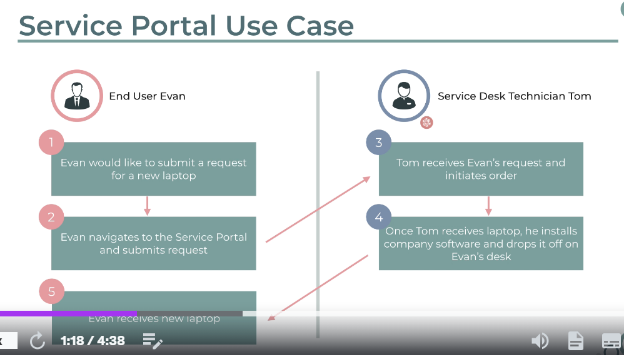 Service Portal Use Case
End User Evan
Service Desk Technician Tom
1
Evan would like to submit a request
for a new laptop
2
Evan navigates to the Service Portal
and submits request
3
Tom receives Evan's request and
initiates order
4
Once Tom receives laptop, he installs
company software and drops it off on
Evan's desk
5
Evan receives new laptop
1:18 / 4:38